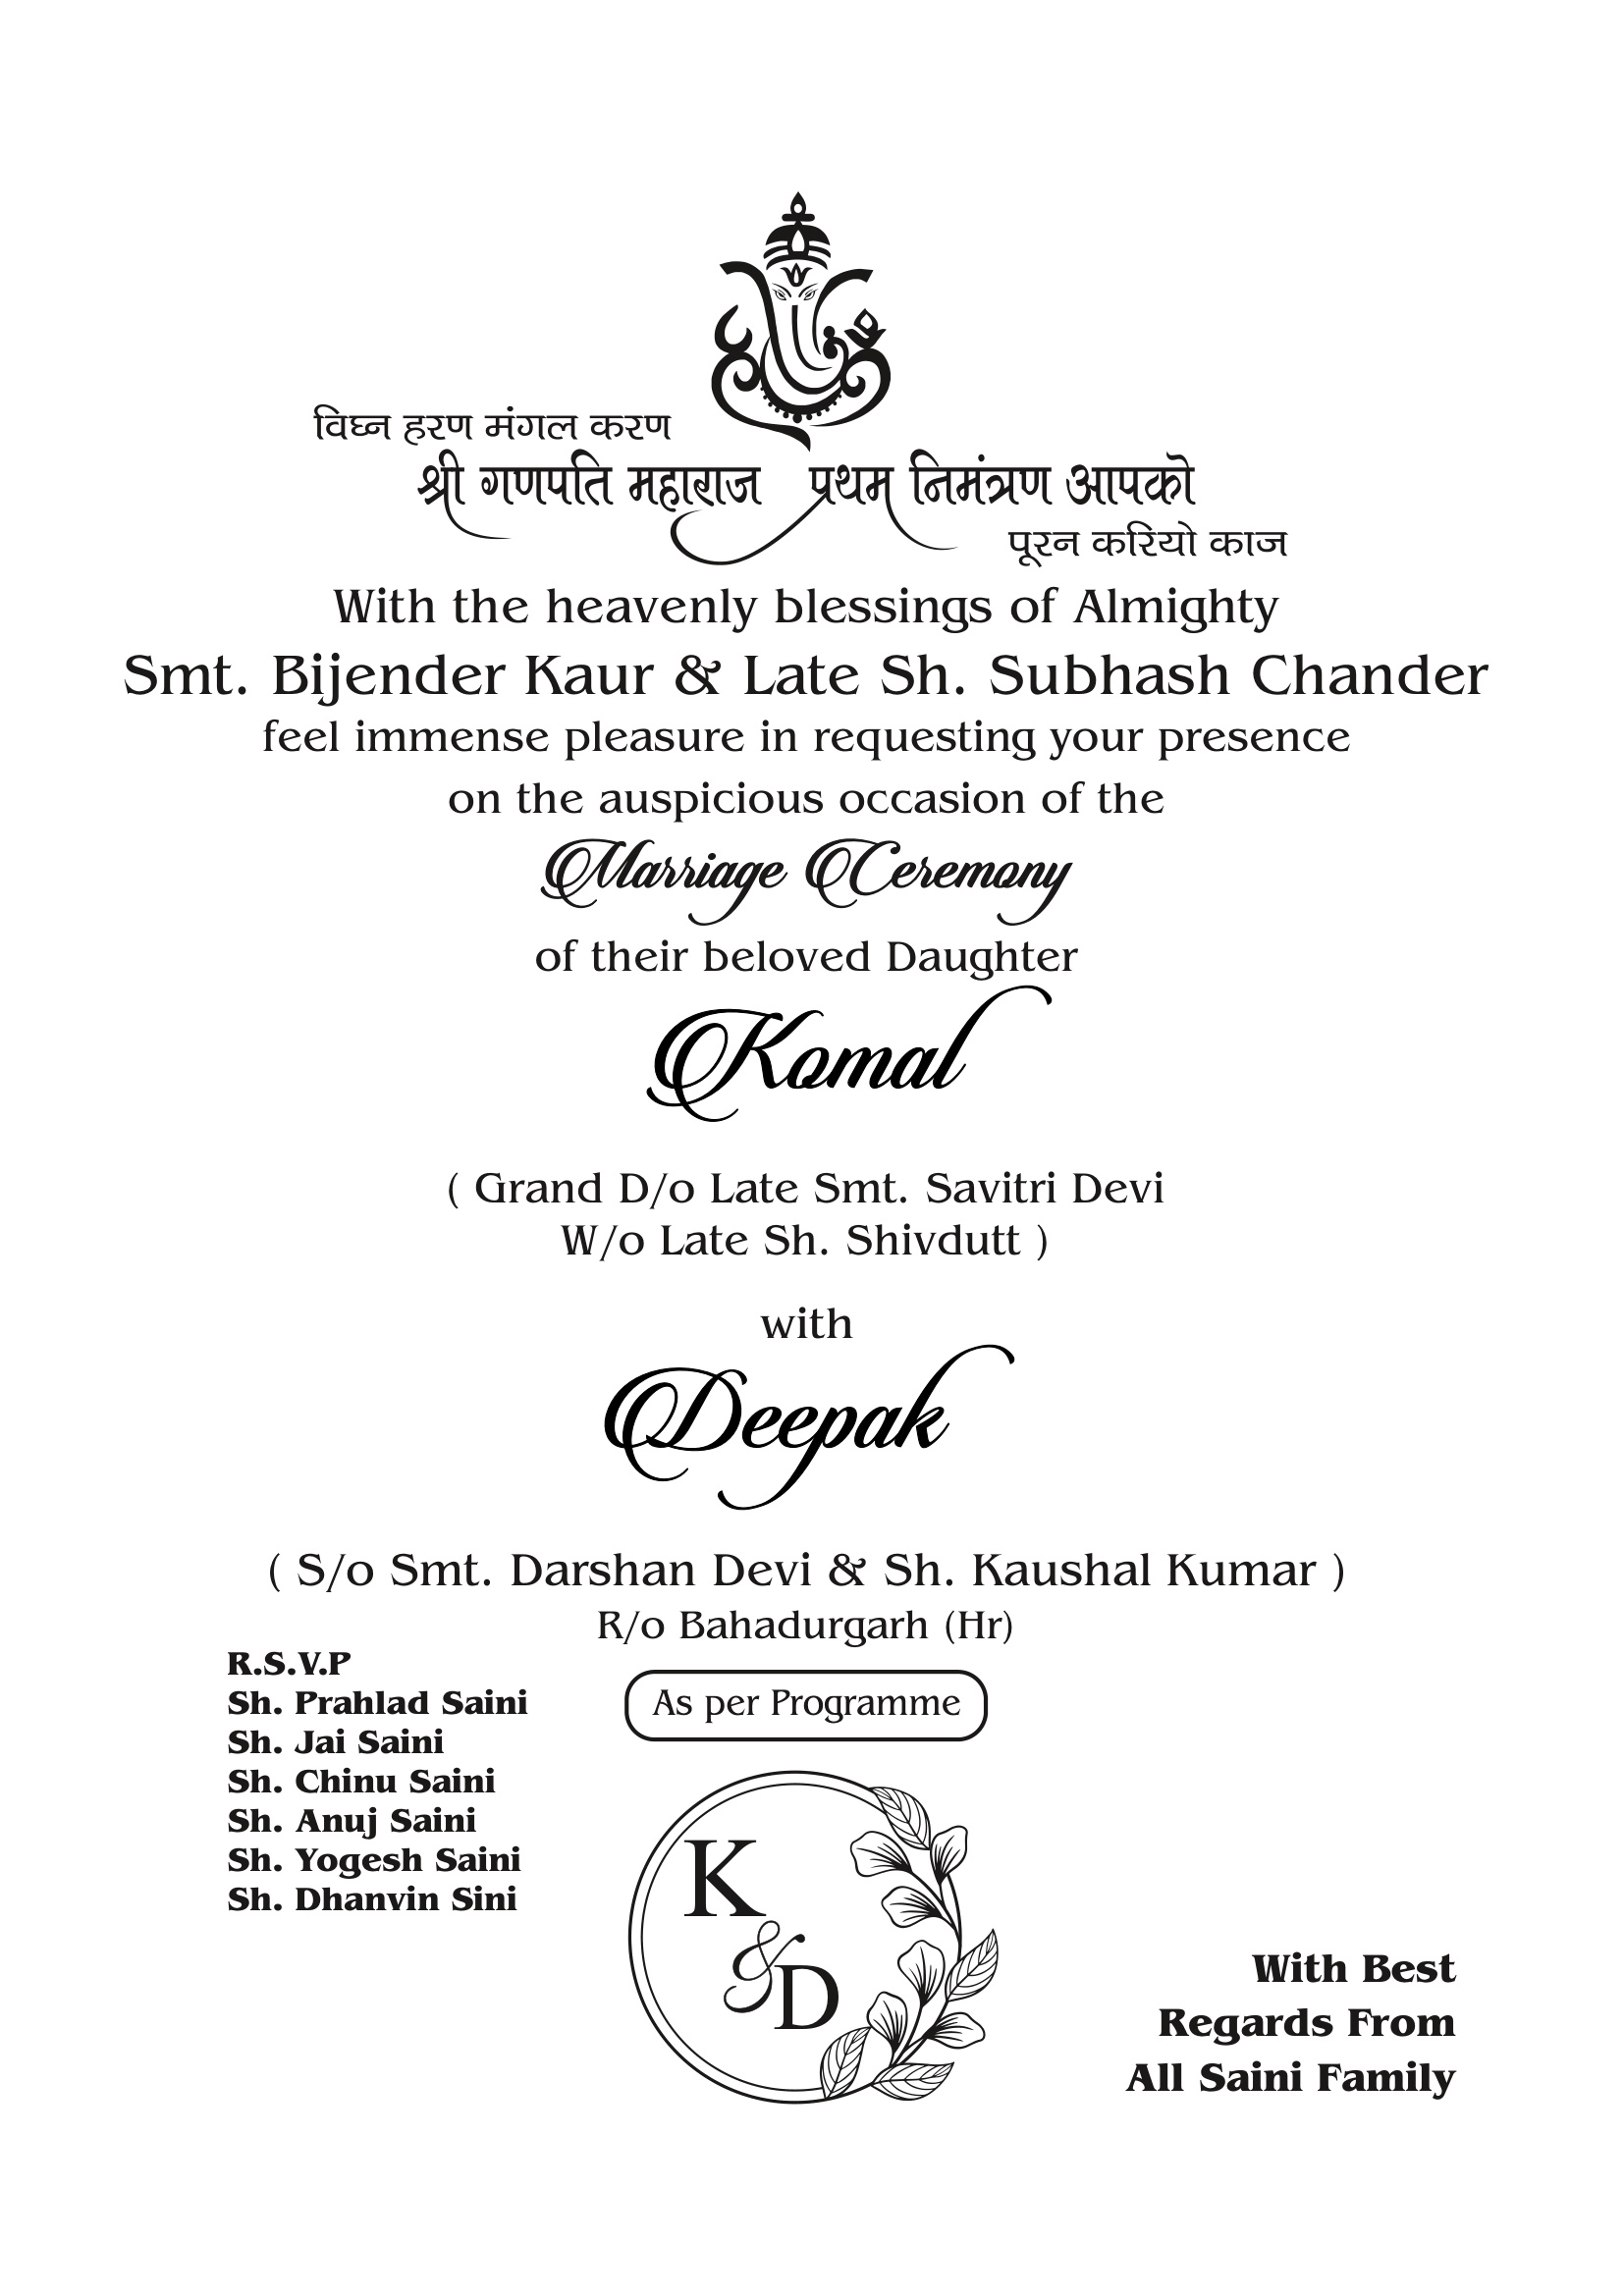 विघ्न हरण मंगल करण
श्री गणपति महाराज प्रथम निमंत्रण आपको
पूरन करियो काज
With the heavenly blessings of Almighty
Smt. Bijender Kaur & Late Sh. Subhash Chander
feel immense pleasure in requesting your presence
on the auspicious occasion of the
Marriage Ceremony
of their beloved Daughter
Komal
( Grand D/o Late Smt. Savitri Devi
W/o Late Sh. Shivdutt )
with
Deepak
( S/o Smt. Darshan Devi & Sh. Kaushal Kumar )
R/o Bahadurgarh (Hr)
R.S.V.P
Sh. Prahlad Saini
Sh. Jai Saini
Sh. Chinu Saini
Sh. Anuj Saini
Sh. Yogesh Saini
Sh. Dhanvin Sini
As per Programme
K
&
D
With Best
Regards From
All Saini Family